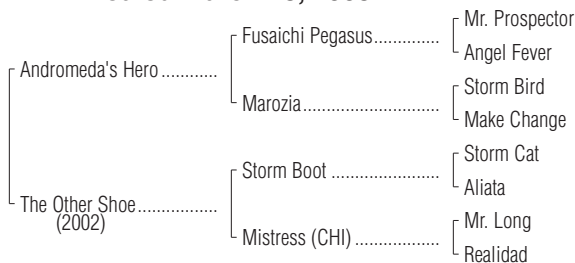 Mr. Prospector
Fusaichi Pegasus..............
Angel Fever
Andromeda's Hero ............
Storm Bird
Marozia.............................
Make Change
Storm Cat
Storm Boot .......................
Aliata
The Other Shoe.................
(2002)
Mr. Long
Mistress (CHI) ..................
Realidad